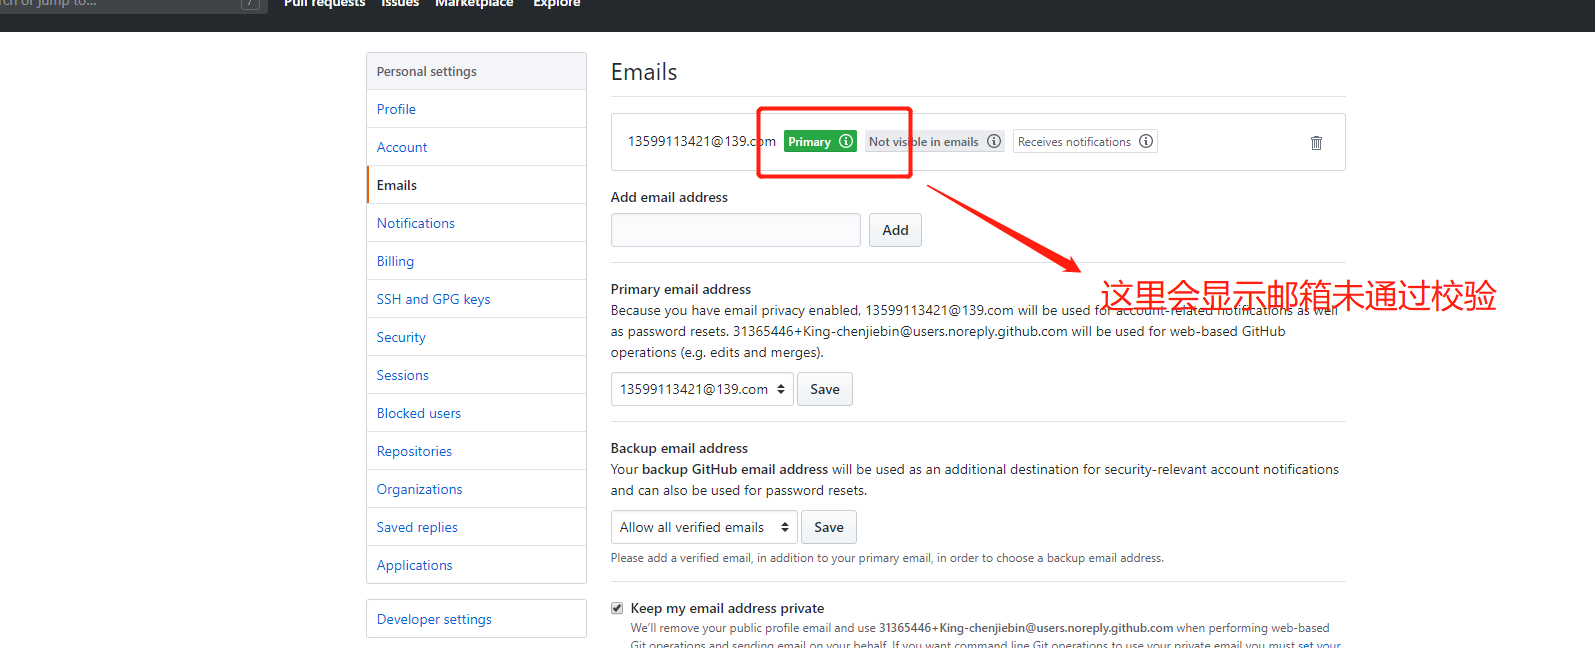 Search or jump to...
/
Pull requests Issues Marketplace Explore
Personal settings
Profile
Account
Emails
Notifications
Billing
SSH and GPG keys
Security
Sessions
Blocked users
Repositories
Organizations
Saved replies
Applications
Developer settings
Emails
13599113421@139.com Primary Not visible in emails Receives notifications
Add email address
Add
这里会显示邮箱未通过校验
Primary email address
Because you have email privacy enabled, 13599113421@139.com will be used for account-related notifications as well
as password resets. 31365446+King-chenjiebin@users.noreply.github.com will be used for web-based GitHub
operations (e.g. edits and merges).
13599113421@139.com Save
Backup email address
Your backup GitHub email address will be used as an additional destination for security-relevant account notifications
and can also be used for password resets.
Allow all verified emails Save
Please add a verified email, in addition to your primary email, in order to choose a backup email address.
Keep my email address private
We'll remove your public profile email and use 31365446+King-chenjiebin@users.noreply.github.com when performing web-based
Git operations and sending email on your behalf. If you want command line Git operations to use your private email you must set your